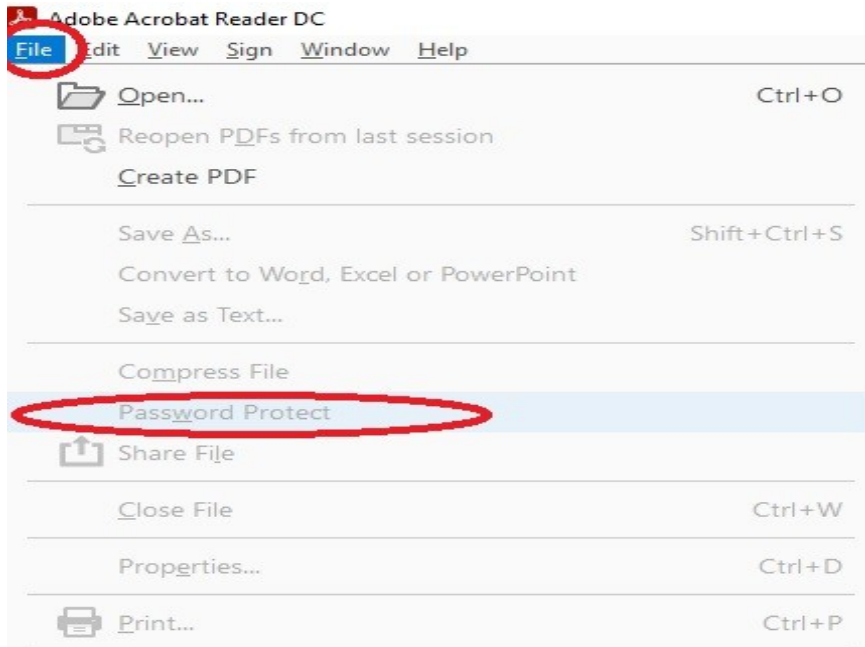 Adobe Acrobat Reader DC
File Edit View Sign Window Help
Open... Ctrl+O
Reopen PDFs from last session
Create PDF
Save As... Shift+Ctrl+S
Convert to Word, Excel or PowerPoint
Save as Text...
Compress File
Password Protect
Share File
Close File Ctrl+W
Properties... Ctrl+D
Print... Ctrl+P